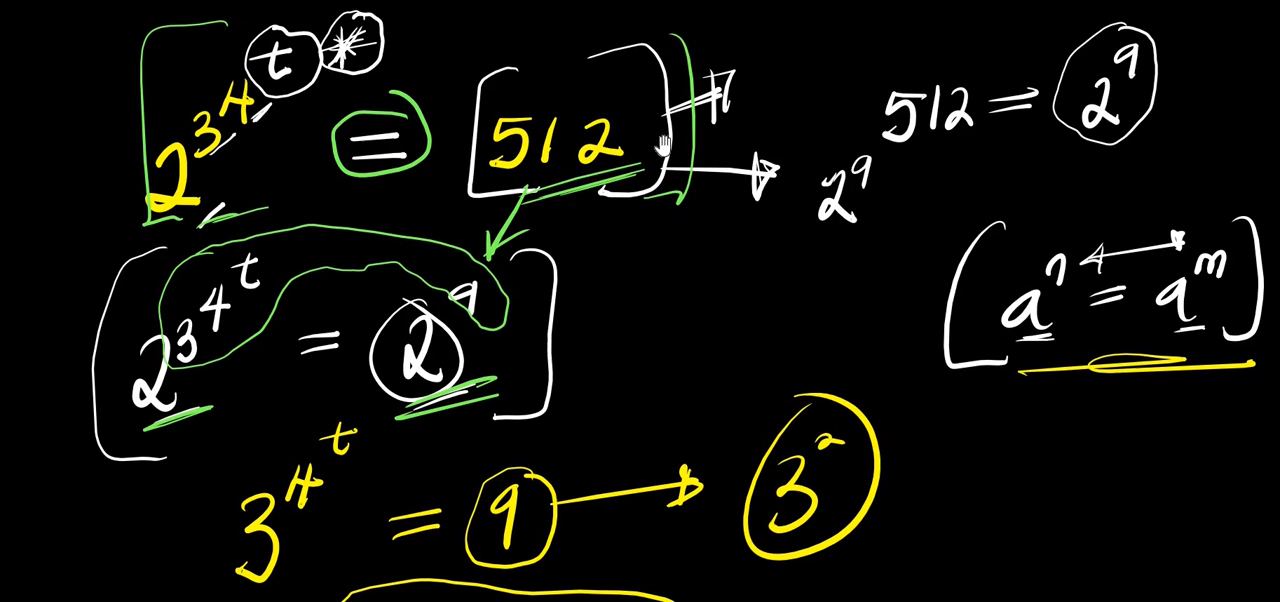 2^3^4^t = [512]
512 = 2^9
2^9
[2^3^4^t = 2^9]
[a^n = a^m]
3^4^t = 9 → 3^2